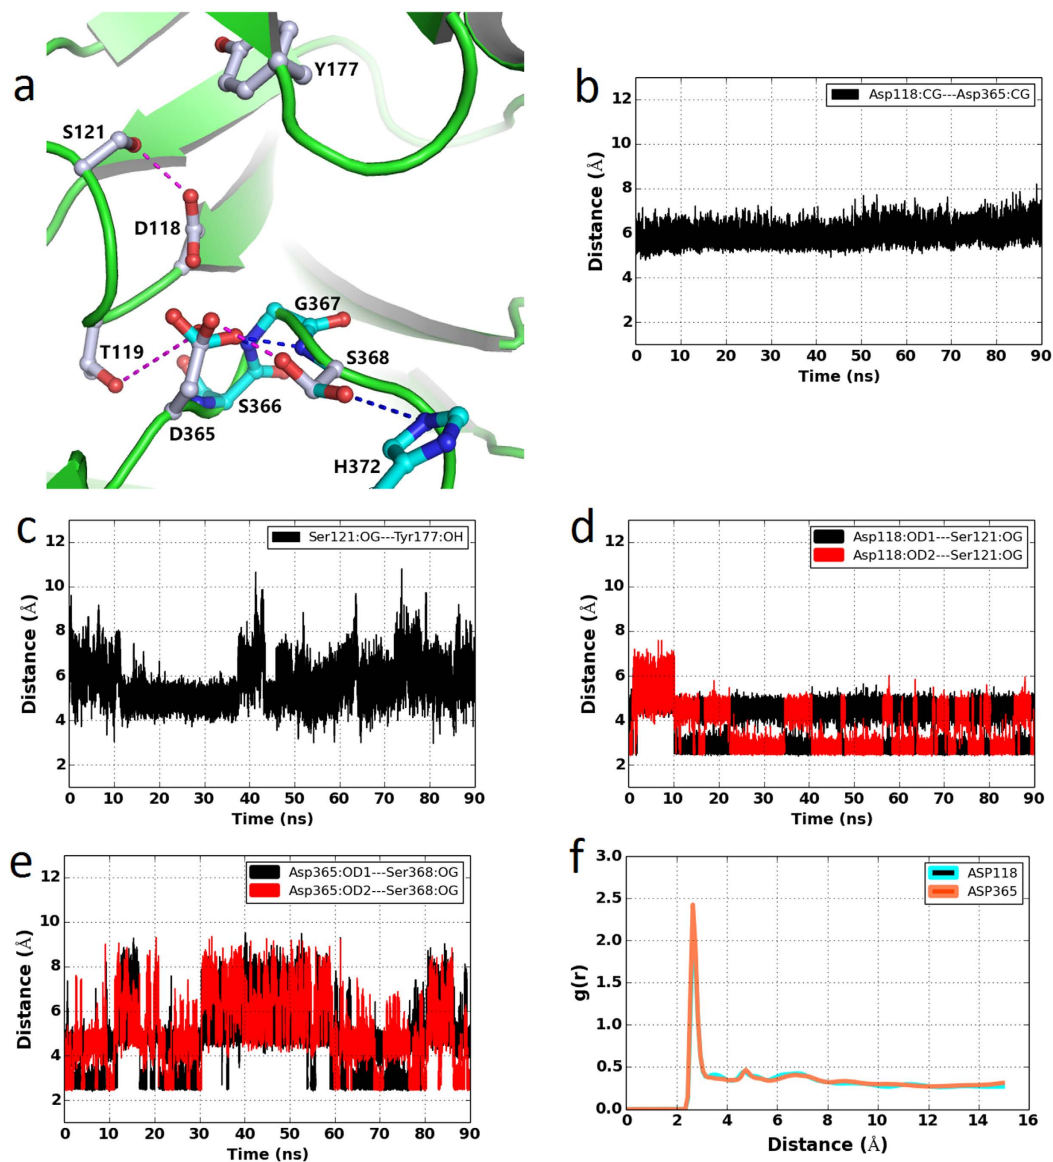 a
Y177
S121
D118
G367
T119
S368
S366
D365
H372
b
Asp118:CG---Asp365:CG
12
10
8
6
4
2
Distance (Å)
0 10 20 30 40 50 60 70 80 90
Time (ns)
c
Ser121:OG---Tyr177:OH
12
10
8
6
4
2
Distance (Å)
0 10 20 30 40 50 60 70 80 90
Time (ns)
d
Asp118:OD1---Ser121:OG
Asp118:OD2---Ser121:OG
12
10
8
6
4
2
Distance (Å)
0 10 20 30 40 50 60 70 80 90
Time (ns)
e
Asp365:OD1---Ser368:OG
Asp365:OD2---Ser368:OG
12
10
8
6
4
2
Distance (Å)
0 10 20 30 40 50 60 70 80 90
Time (ns)
f
ASP118
ASP365
3.0
2.5
2.0
1.5
1.0
0.5
0.0
g(r)
0 2 4 6 8 10 12 14 16
Distance (Å)